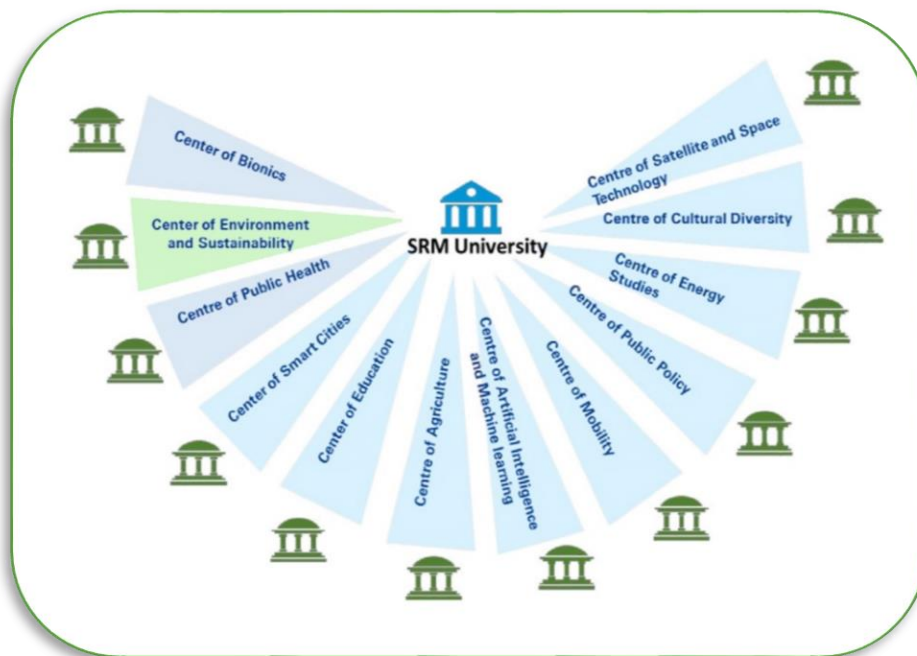 Center of Bionics
Center of Environment
and Sustainability
Centre of Public Health
Center of Smart Cities
Center of Education
Centre of Agriculture
Centre of Artificial Intelligence
and Machine learning
Centre of Mobility
Centre of Public Policy
Centre of Energy
Studies
Centre of Cultural Diversity
Centre of Satellite and Space
Technology
SRM University